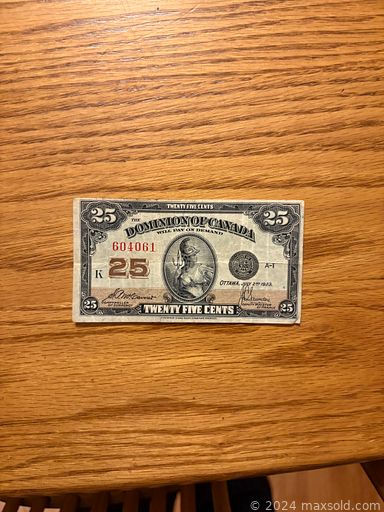 TWENTY FIVE CENTS
25 25
THE
DOMINION OF CANADA
WILL PAY ON DEMAND
604061
K 25 A-1
OTTAWA, JULY 2ND 1923.
25 TWENTY FIVE CENTS 25
© 2024 maxsold.com